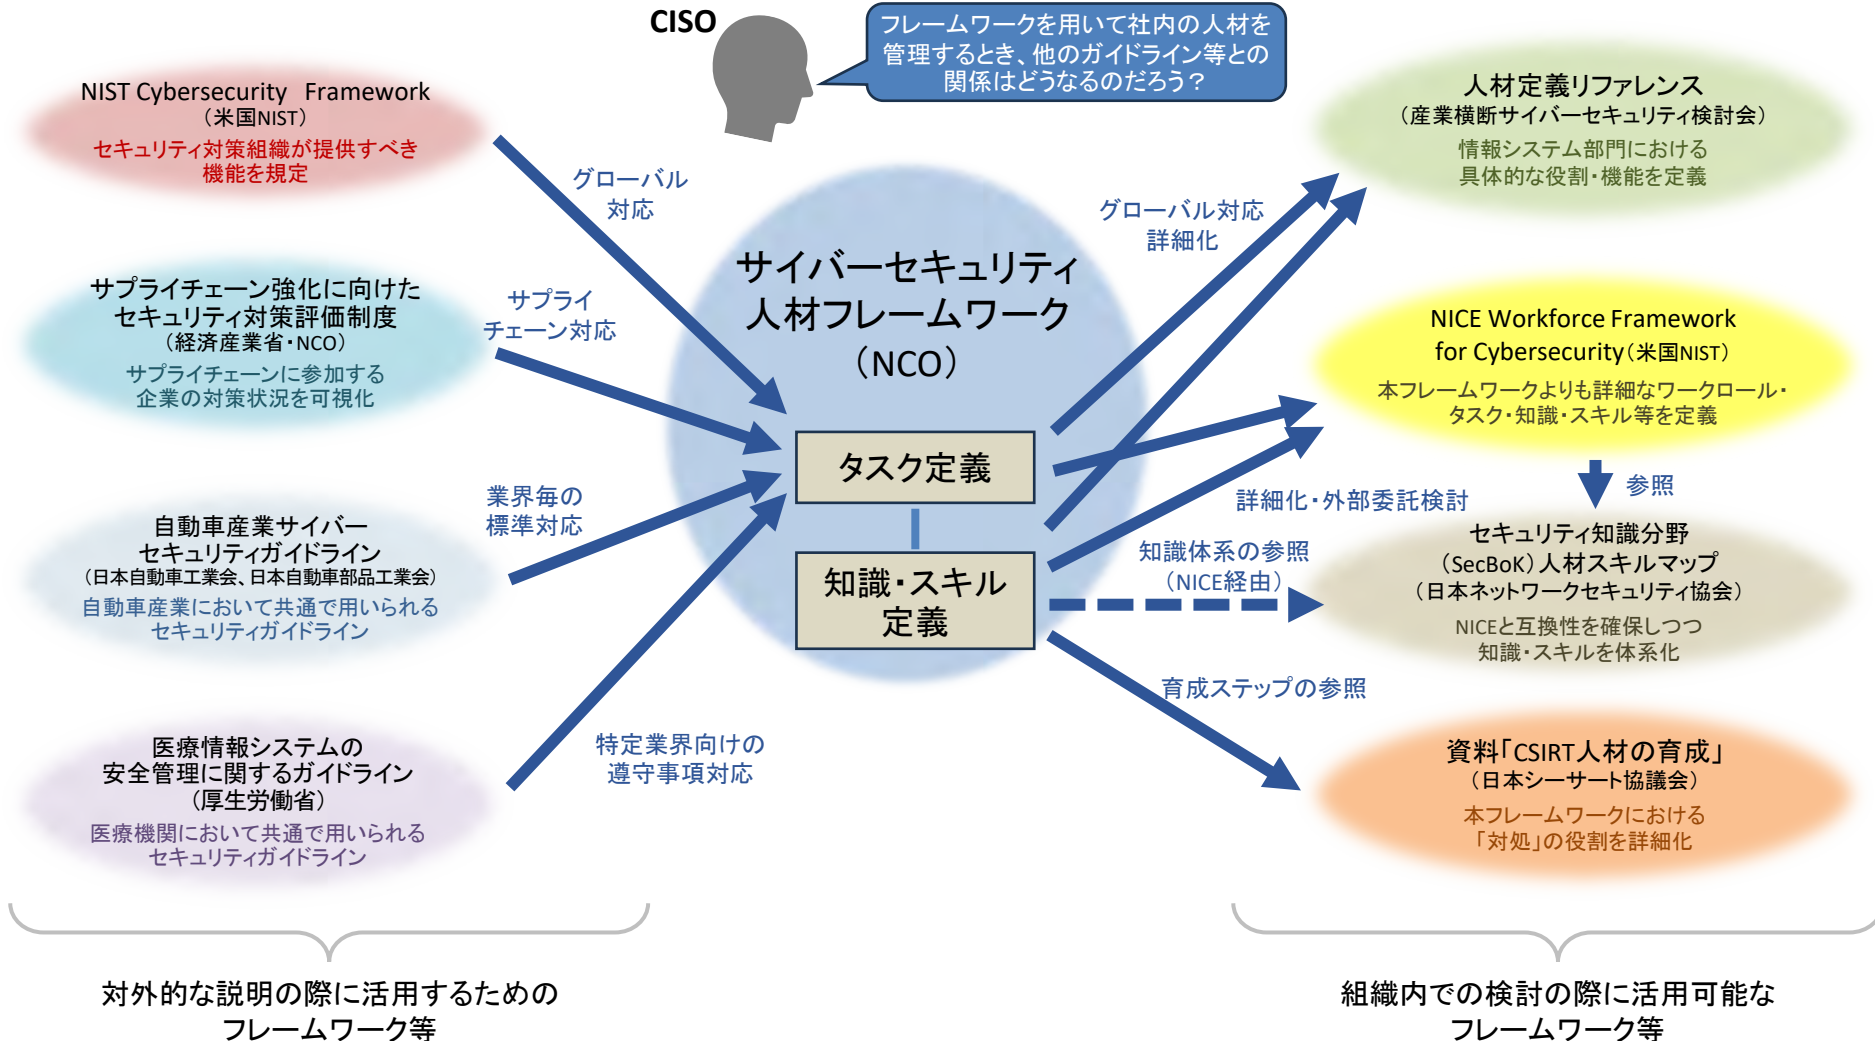 CISO
フレームワークを用いて社内の人材を
管理するとき、他のガイドライン等との
関係はどうなるのだろう？
NIST Cybersecurity Framework
（米国NIST）
セキュリティ対策組織が提供すべき
機能を規定
サプライチェーン強化に向けた
セキュリティ対策評価制度
（経済産業省・NCO）
サプライチェーンに参加する
企業の対策状況を可視化
自動車産業サイバー
セキュリティガイドライン
（日本自動車工業会、日本自動車部品工業会）
自動車産業において共通で用いられる
セキュリティガイドライン
医療情報システムの
安全管理に関するガイドライン
（厚生労働省）
医療機関において共通で用いられる
セキュリティガイドライン
対外的な説明の際に活用するための
フレームワーク等
グローバル
対応
サプライ
チェーン対応
業界毎の
標準対応
特定業界向けの
遵守事項対応
サイバーセキュリティ
人材フレームワーク
（NCO）
タスク定義
知識・スキル
定義
グローバル対応
詳細化
詳細化・外部委託検討
知識体系の参照
（NICE経由）
育成ステップの参照
人材定義リファレンス
（産業横断サイバーセキュリティ検討会）
情報システム部門における
具体的な役割・機能を定義
NICE Workforce Framework
for Cybersecurity（米国NIST）
本フレームワークよりも詳細なワークロール・
タスク・知識・スキル等を定義
参照
セキュリティ知識分野
（SecBoK）人材スキルマップ
（日本ネットワークセキュリティ協会）
NICEと互換性を確保しつつ
知識・スキルを体系化
資料「CSIRT人材の育成」
（日本シーサート協議会）
本フレームワークにおける
「対処」の役割を詳細化
組織内での検討の際に活用可能な
フレームワーク等